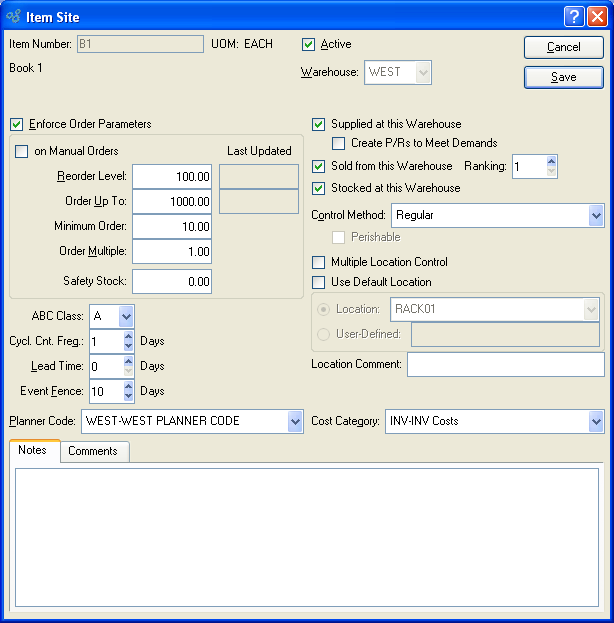 Item Site
Item Number: B1 UOM: EACH
Active
Cancel
Book 1
Warehouse: WEST
Save
Enforce Order Parameters
on Manual Orders Last Updated
Reorder Level: 100.00
Order Up To: 1000.00
Minimum Order: 10.00
Order Multiple: 1.00
Safety Stock: 0.00
Supplied at this Warehouse
Create P/Rs to Meet Demands
Sold from this Warehouse Ranking: 1
Stocked at this Warehouse
Control Method: Regular
Perishable
Multiple Location Control
Use Default Location
Location: RACK01
User-Defined:
Location Comment:
ABC Class: A
Cycl. Cnt. Freq.: 1 Days
Lead Time: 0 Days
Event Fence: 10 Days
Planner Code: WEST-WEST PLANNER CODE
Cost Category: INV-INV Costs
Notes Comments